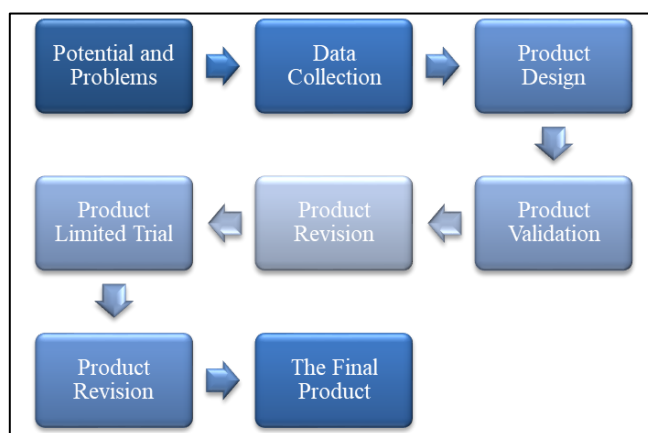 Potential and
Problems
Data
Collection
Product
Design
Product
Validation
Product
Revision
Product
Limited Trial
Product
Revision
The Final
Product